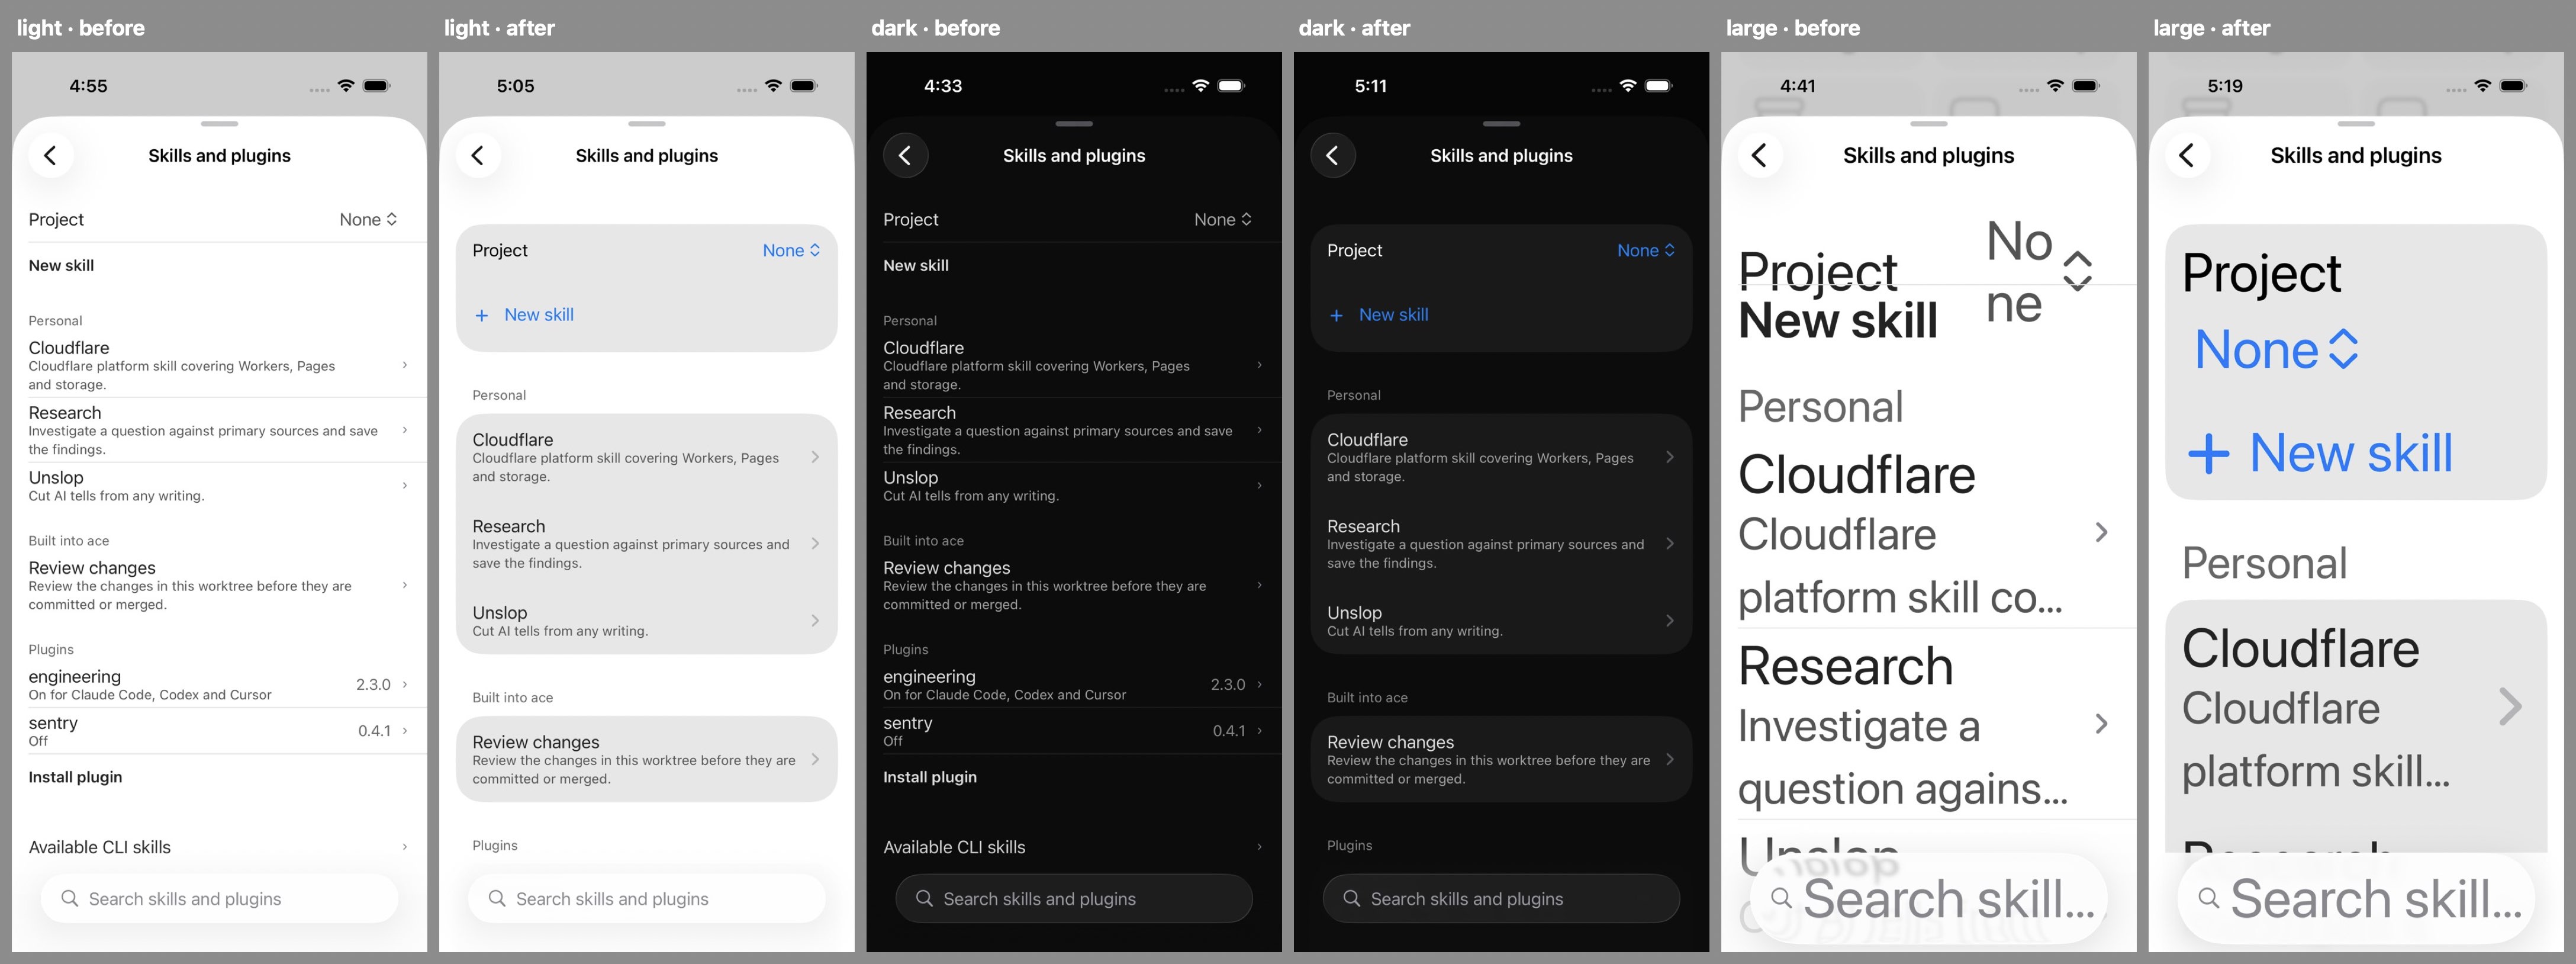 light · before
4:55
Skills and plugins
Project
None
New skill
Personal
Cloudflare
Cloudflare platform skill covering Workers, Pages
and storage.
Research
Investigate a question against primary sources and save
the findings.
Unslop
Cut AI tells from any writing.
Built into ace
Review changes
Review the changes in this worktree before they are
committed or merged.
Plugins
engineering
2.3.0
On for Claude Code, Codex and Cursor
sentry
0.4.1
Off
Install plugin
Available CLI skills
Search skills and plugins
light · after
5:05
Skills and plugins
Project
None
+ New skill
Personal
Cloudflare
Cloudflare platform skill covering Workers, Pages
and storage.
Research
Investigate a question against primary sources and
save the findings.
Unslop
Cut AI tells from any writing.
Built into ace
Review changes
Review the changes in this worktree before they are
committed or merged.
Plugins
Search skills and plugins
dark · before
4:33
Skills and plugins
Project
None
New skill
Personal
Cloudflare
Cloudflare platform skill covering Workers, Pages
and storage.
Research
Investigate a question against primary sources and save
the findings.
Unslop
Cut AI tells from any writing.
Built into ace
Review changes
Review the changes in this worktree before they are
committed or merged.
Plugins
engineering
2.3.0
On for Claude Code, Codex and Cursor
sentry
0.4.1
Off
Install plugin
Available CLI skills
Search skills and plugins
dark · after
5:11
Skills and plugins
Project
None
+ New skill
Personal
Cloudflare
Cloudflare platform skill covering Workers, Pages
and storage.
Research
Investigate a question against primary sources and
save the findings.
Unslop
Cut AI tells from any writing.
Built into ace
Review changes
Review the changes in this worktree before they are
committed or merged.
Plugins
Search skills and plugins
large · before
4:41
Skills and plugins
Project
No
ne
New skill
Personal
Cloudflare
Cloudflare
platform skill co...
Research
Investigate a
question agains...
Unslop
Search skill...
large · after
5:19
Skills and plugins
Project
None
+ New skill
Personal
Cloudflare
Cloudflare
platform skill...
Research
Search skill...